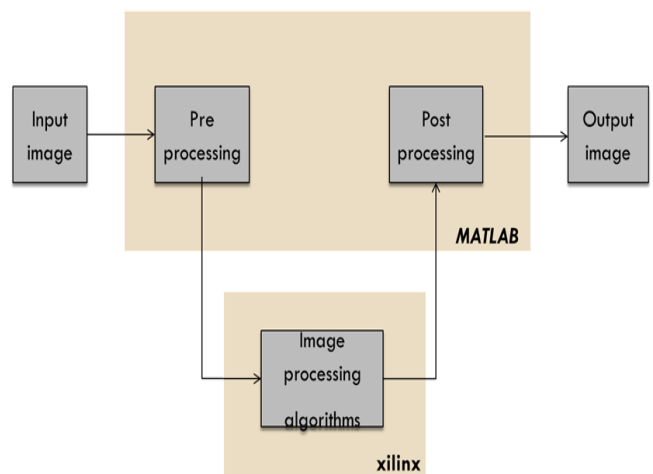 Input
image
Pre
processing
Post
processing
Output
image
MATLAB
Image
processing
algorithms
xilinx